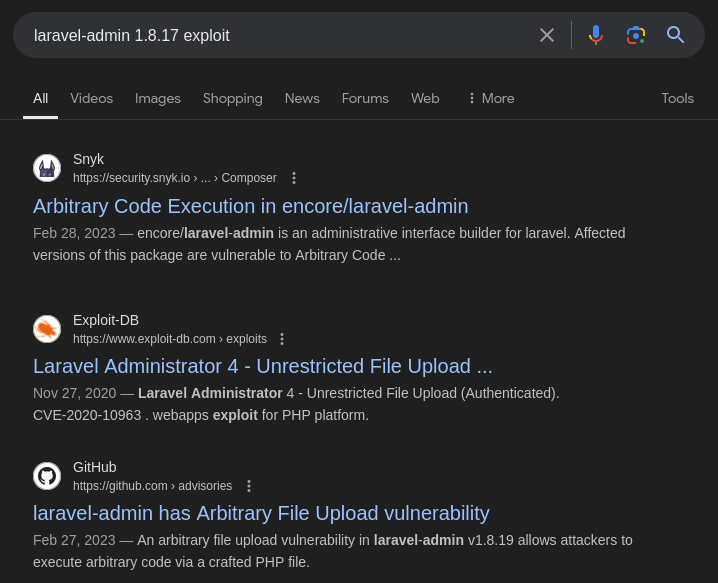 laravel-admin 1.8.17 exploit
All Videos Images Shopping News Forums Web More Tools
Snyk
https://security.snyk.io › ... › Composer
Arbitrary Code Execution in encore/laravel-admin
Feb 28, 2023 — encore/laravel-admin is an administrative interface builder for laravel. Affected
versions of this package are vulnerable to Arbitrary Code ...
Exploit-DB
https://www.exploit-db.com › exploits
Laravel Administrator 4 - Unrestricted File Upload ...
Nov 27, 2020 — Laravel Administrator 4 - Unrestricted File Upload (Authenticated).
CVE-2020-10963 . webapps exploit for PHP platform.
GitHub
https://github.com › advisories
laravel-admin has Arbitrary File Upload vulnerability
Feb 27, 2023 — An arbitrary file upload vulnerability in laravel-admin v1.8.19 allows attackers to
execute arbitrary code via a crafted PHP file.